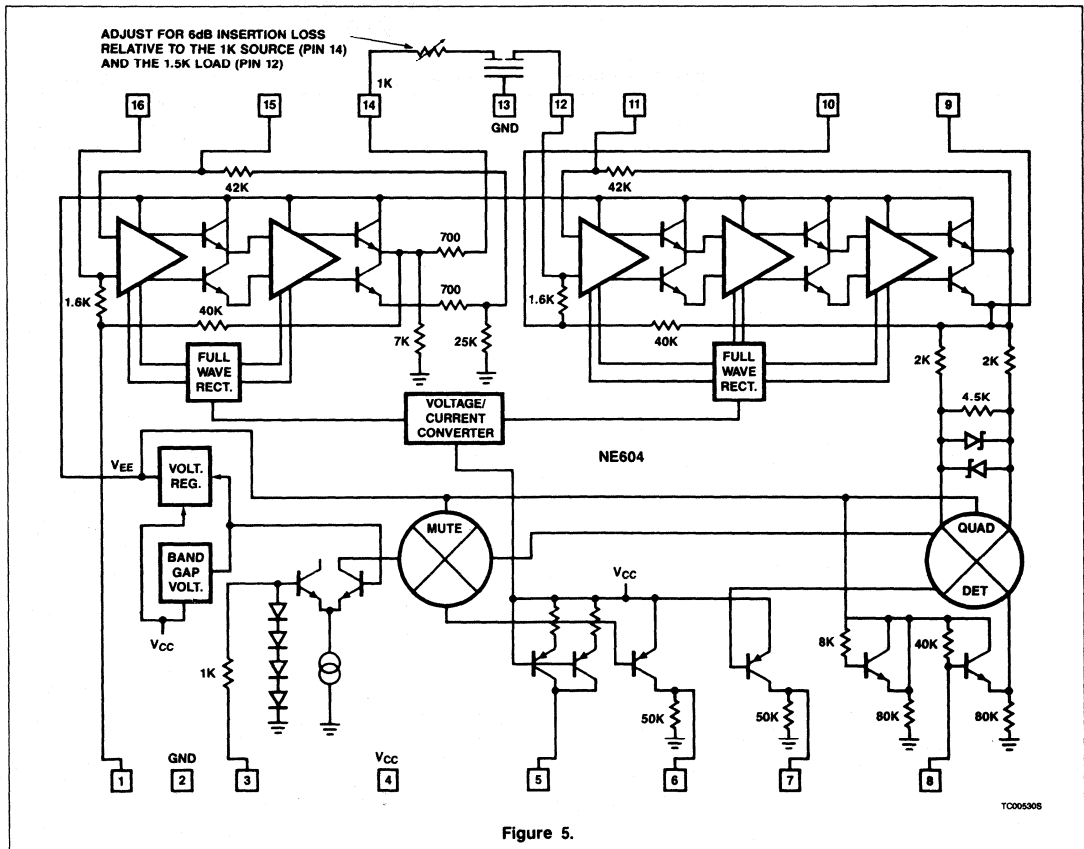 ADJUST FOR 6dB INSERTION LOSS
RELATIVE TO THE 1K SOURCE (PIN 14)
AND THE 1.5K LOAD (PIN 12)
1K
16
15
14
13
12
11
10
9
GND
42K
42K
700
700
1.6K
40K
7K
25K
1.6K
40K
2K
2K
FULL
WAVE
RECT.
FULL
WAVE
RECT.
4.5K
VOLTAGE/
CURRENT
CONVERTER
NE604
VEE
VOLT.
REG.
MUTE
QUAD
DET
BAND
GAP
VOLT.
VCC
VCC
8K
40K
1K
50K
50K
80K
80K
GND
VCC
1
2
3
4
5
6
7
8
TC00530S
Figure 5.